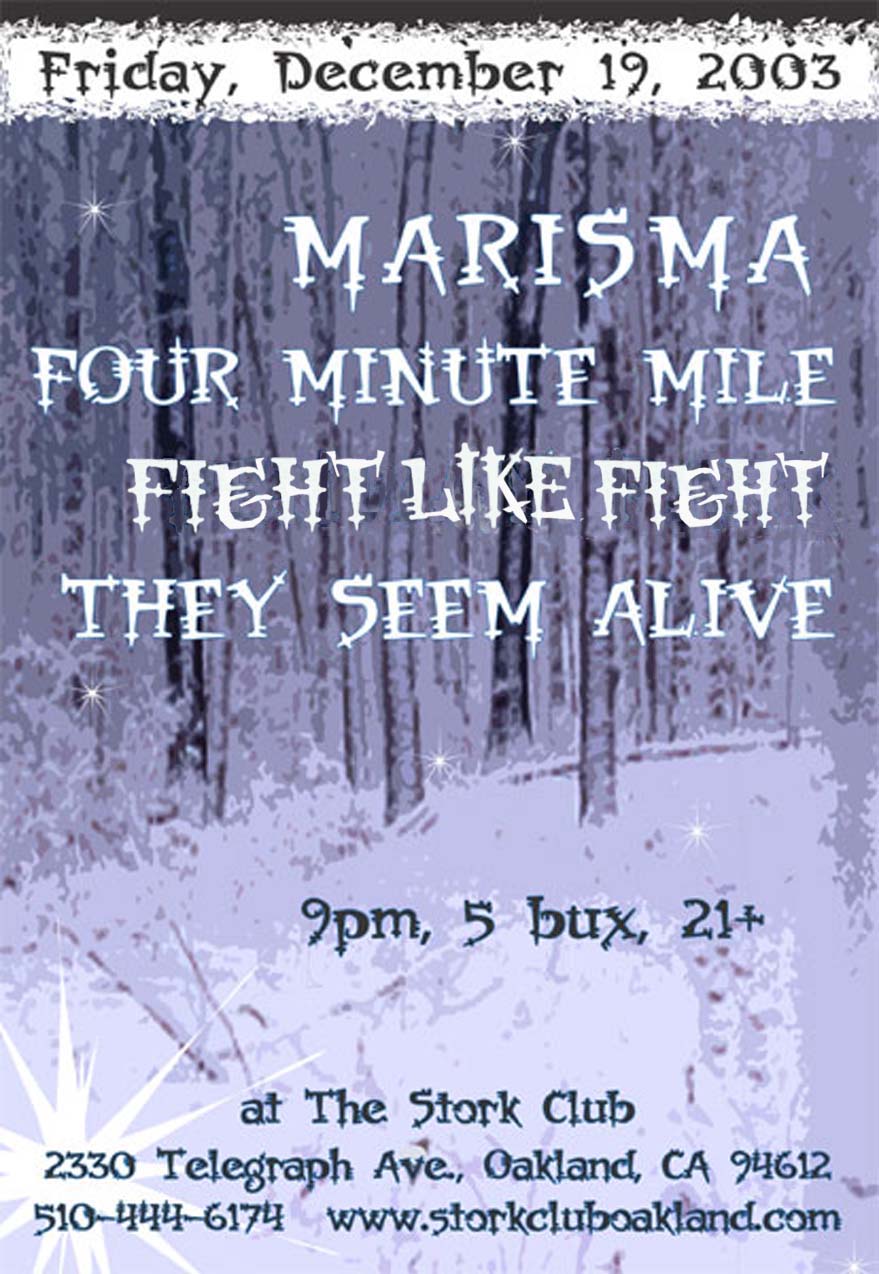 Friday, December 19, 2003
MARISMA
FOUR MINUTE MILE
FIGHT LIKE FIGHT
THEY SEEM ALIVE
9pm, 5 bux, 21+
at The Stork Club
2330 Telegraph Ave., Oakland, CA 94612
510-444-6174 www.storkcluboakland.com